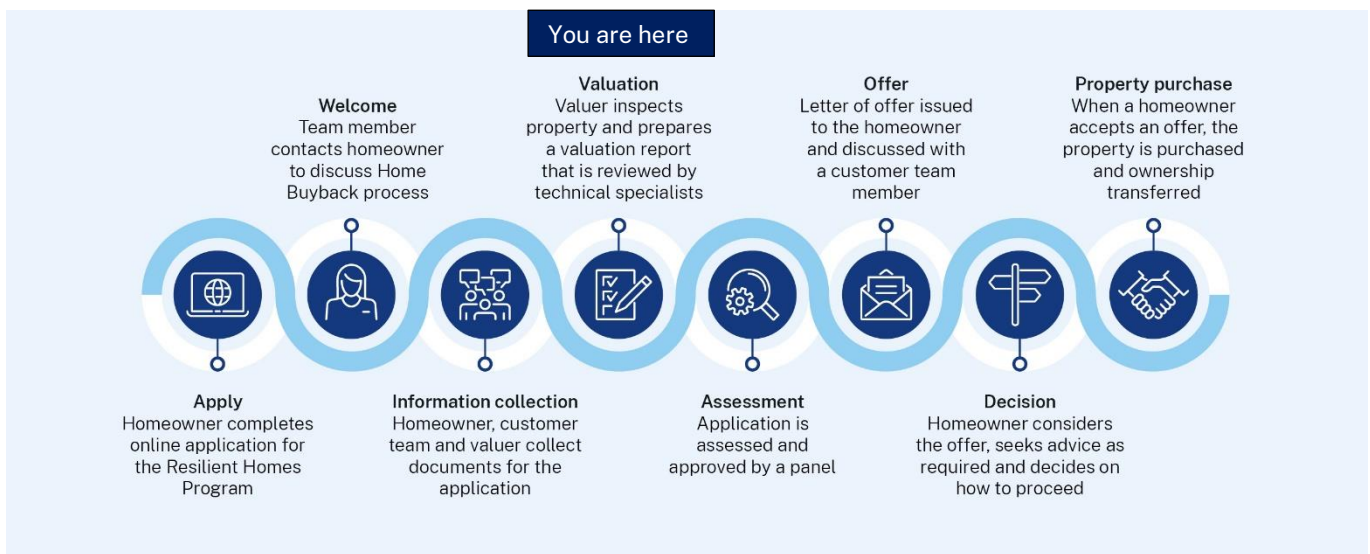 You are here
Apply
Homeowner completes
online application for
the Resilient Homes
Program
Welcome
Team member
contacts homeowner
to discuss Home
Buyback process
Information collection
Homeowner, customer
team and valuer collect
documents for the
application
Valuation
Valuer inspects
property and prepares
a valuation report
that is reviewed by
technical specialists
Assessment
Application is
assessed and
approved by a panel
Offer
Letter of offer issued
to the homeowner
and discussed with
a customer team
member
Decision
Homeowner considers
the offer, seeks advice as
required and decides on
how to proceed
Property purchase
When a homeowner
accepts an offer, the
property is purchased
and ownership
transferred